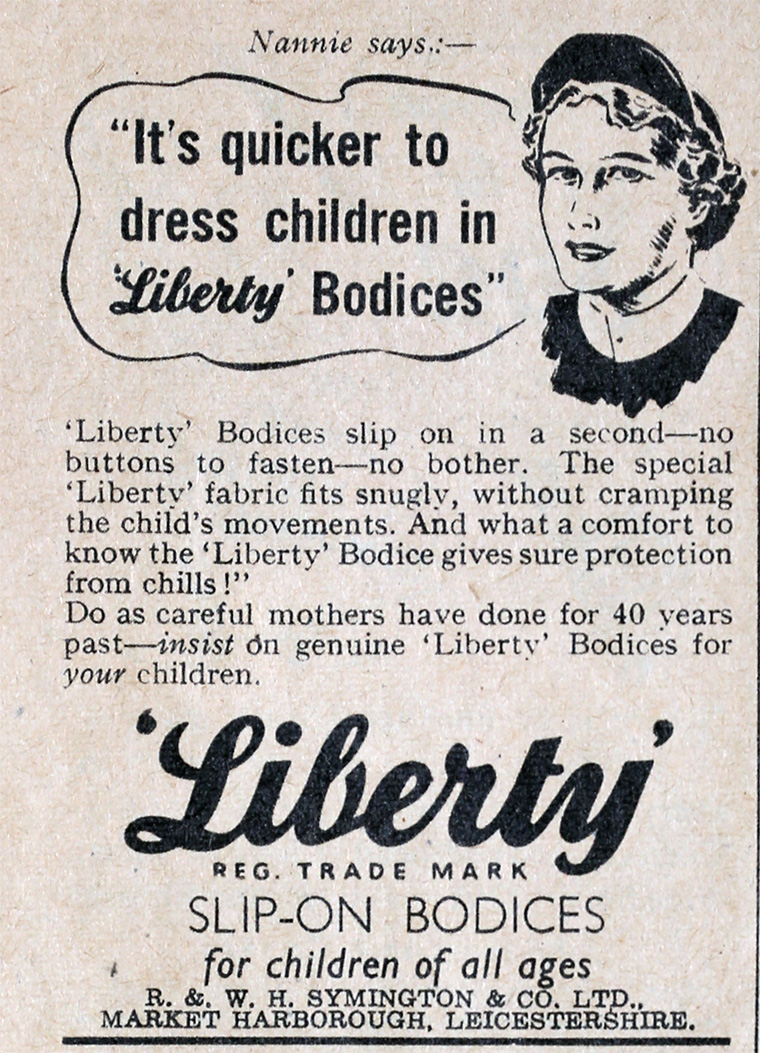 Nannie says.:—
“It's quicker to
dress children in
‘Liberty’ Bodices”
‘Liberty’ Bodices slip on in a second—no
buttons to fasten—no bother. The special
‘Liberty’ fabric fits snugly, without cramping
the child's movements. And what a comfort to
know the ‘Liberty’ Bodice gives sure protection
from chills !”
Do as careful mothers have done for 40 years
past—insist on genuine ‘Liberty’ Bodices for
your children.
‘Liberty’
REG. TRADE MARK
SLIP-ON BODICES
for children of all ages
R. &. W. H. SYMINGTON & CO. LTD.,
MARKET HARBOROUGH, LEICESTERSHIRE.